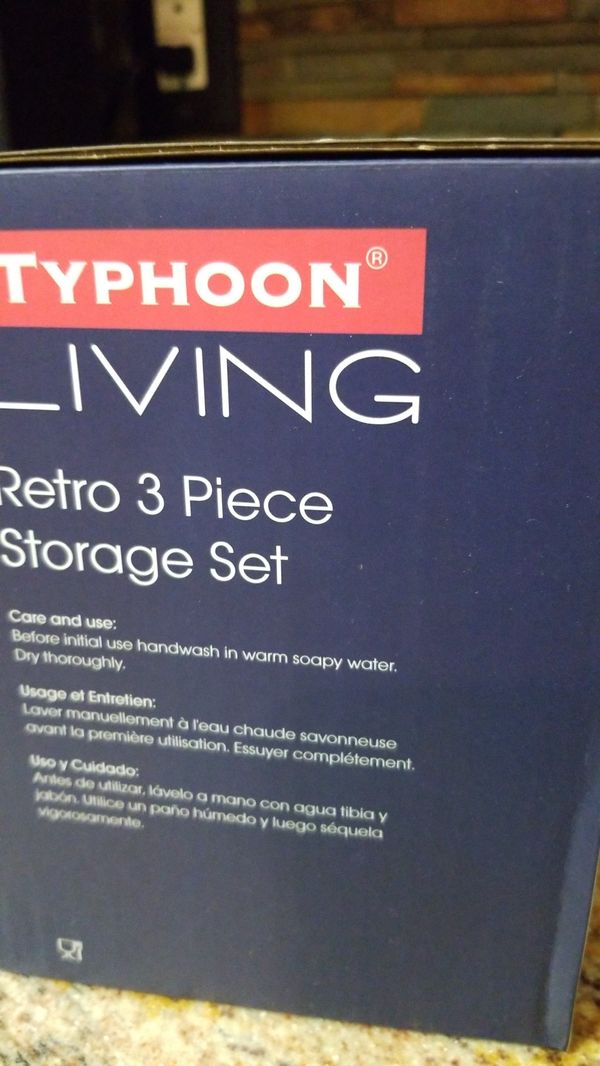 TYPHOON®
LIVING
Retro 3 Piece
Storage Set
Care and use:
Before initial use handwash in warm soapy water.
Dry thoroughly.
Usage et Entretien:
Laver manuellement à l'eau chaude savonneuse
avant la première utilisation. Essuyer complétement.
Uso y Cuidado:
Antes de utilizar, lávelo a mano con agua tibia y
jabón. Utilice un paño húmedo y luego séquela
vigorosamente.